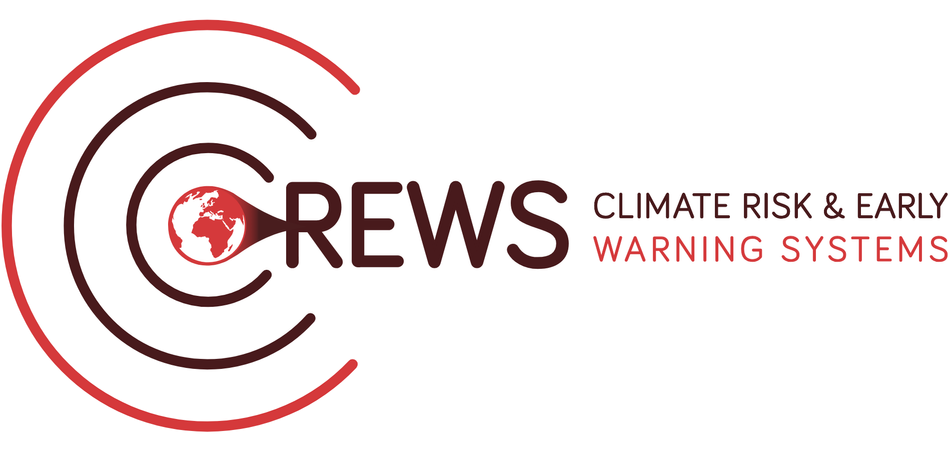 CREWS
CLIMATE RISK & EARLY
WARNING SYSTEMS